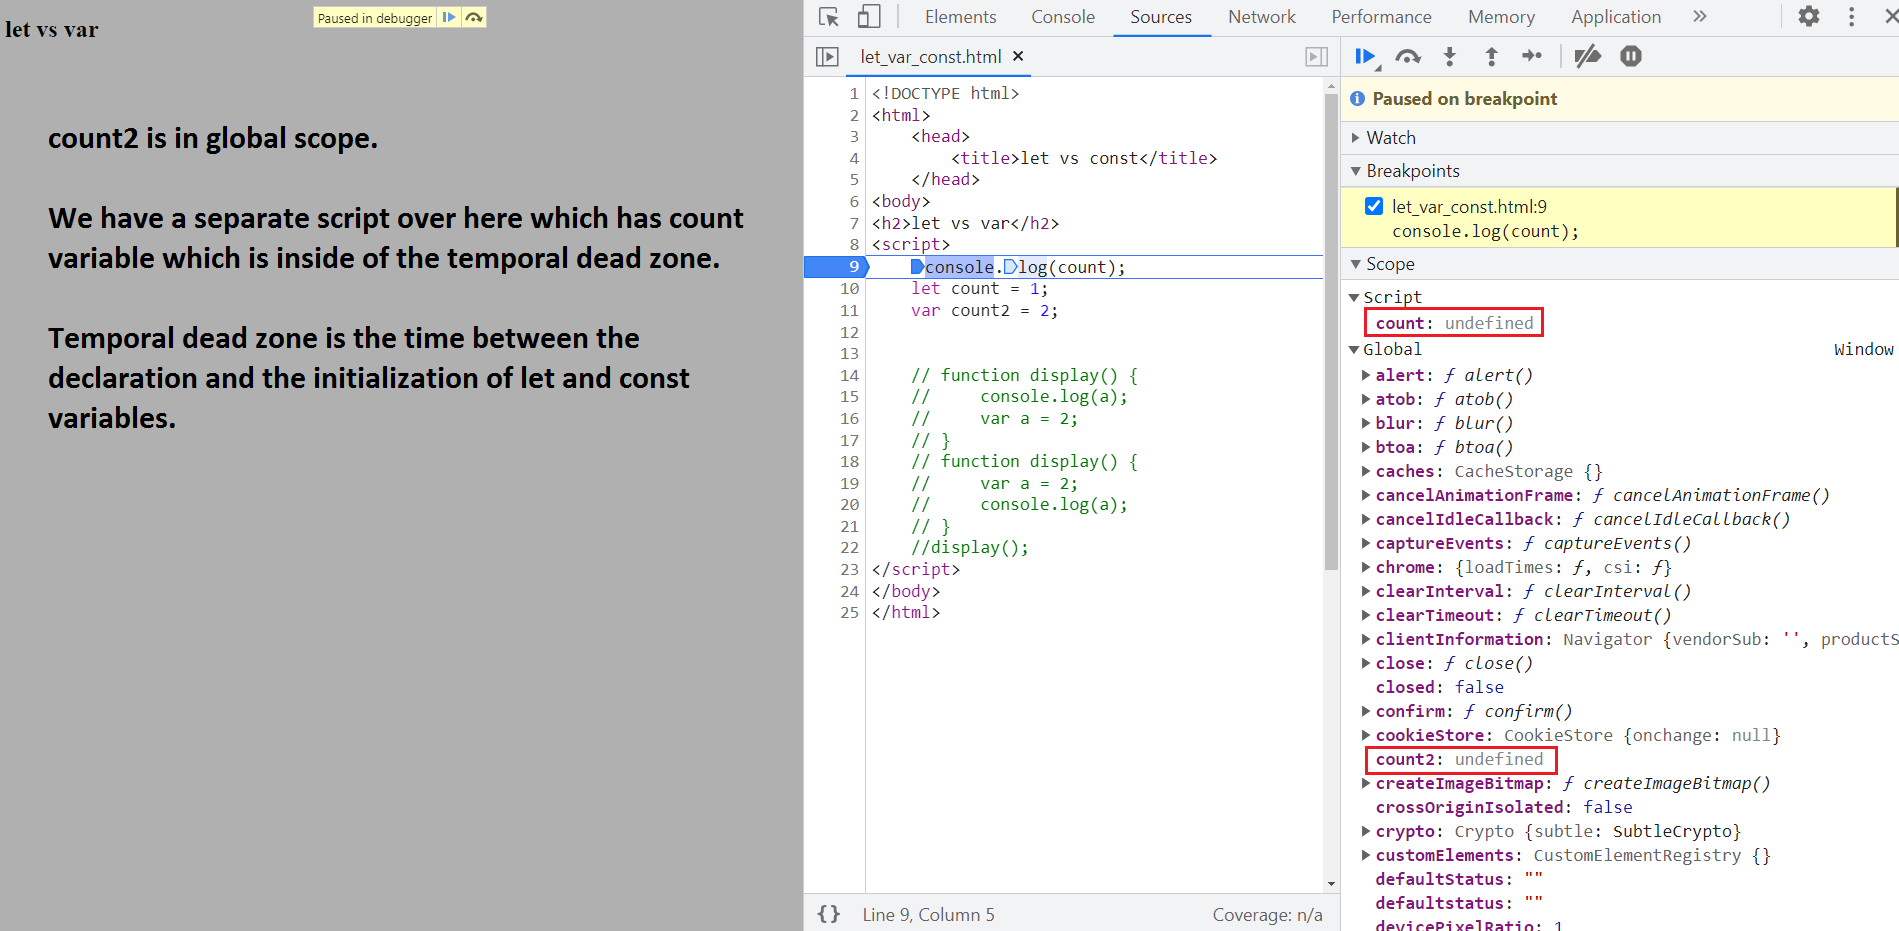 Paused in debugger
let vs var
count2 is in global scope.
We have a separate script over here which has count
variable which is inside of the temporal dead zone.
Temporal dead zone is the time between the
declaration and the initialization of let and const
variables.
Elements Console Sources Network Performance Memory Application
let_var_const.html
1 <!DOCTYPE html>
2 <html>
3 <head>
4 <title>let vs const</title>
5 </head>
6 <body>
7 <h2>let vs var</h2>
8 <script>
9 console.log(count);
10 let count = 1;
11 var count2 = 2;
12
13
14 // function display() {
15 //     console.log(a);
16 //     var a = 2;
17 // }
18 // function display() {
19 //     var a = 2;
20 //     console.log(a);
21 // }
22 //display();
23 </script>
24 </body>
25 </html>
{} Line 9, Column 5 Coverage: n/a
Paused on breakpoint
Watch
Breakpoints
let_var_const.html:9
console.log(count);
Scope
Script
count: undefined
Global Window
alert: ƒ alert()
atob: ƒ atob()
blur: ƒ blur()
btoa: ƒ btoa()
caches: CacheStorage {}
cancelAnimationFrame: ƒ cancelAnimationFrame()
cancelIdleCallback: ƒ cancelIdleCallback()
captureEvents: ƒ captureEvents()
chrome: {loadTimes: ƒ, csi: ƒ}
clearInterval: ƒ clearInterval()
clearTimeout: ƒ clearTimeout()
clientInformation: Navigator {vendorSub: '', productS
close: ƒ close()
closed: false
confirm: ƒ confirm()
cookieStore: CookieStore {onchange: null}
count2: undefined
createImageBitmap: ƒ createImageBitmap()
crossOriginIsolated: false
crypto: Crypto {subtle: SubtleCrypto}
customElements: CustomElementRegistry {}
defaultStatus: ""
defaultstatus: ""
devicePixelRatio: 1